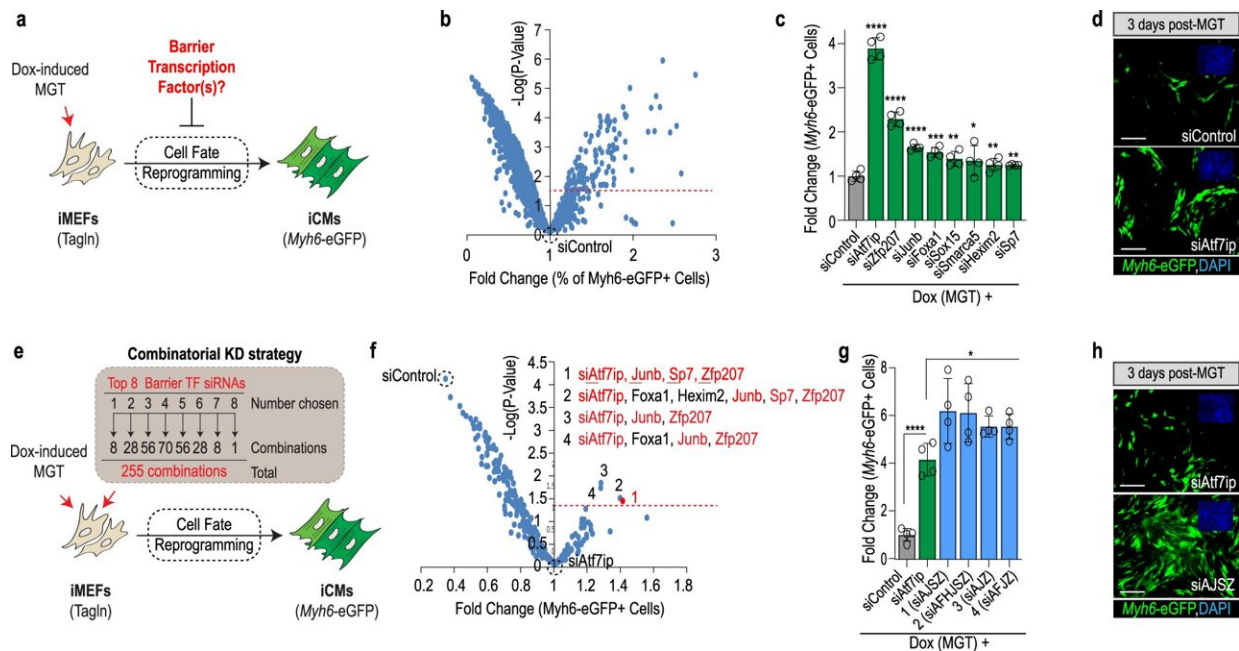 a
Barrier
Transcription
Factor(s)?
Dox-induced
MGT
Cell Fate
Reprogramming
iMEFs
(Tagln)
iCMs
(Myh6-eGFP)
b
-Log(P-Value)
7
6
5
4
3
2
1
0
siControl
0 1 2 3
Fold Change (% of Myh6-eGFP+ Cells)
c
Fold Change (Myh6-eGFP+ Cells)
4
3
2
1
0
**** **** **** *** ** * ** **
siControl
siAtf7ip
siZfp207
siJunb
siFoxa1
siSox15
siSmarca5
siHexim2
siSp7
Dox (MGT) +
d
3 days post-MGT
siControl
siAtf7ip
Myh6-eGFP,DAPI
e
Combinatorial KD strategy
Top 8 Barrier TF siRNAs
1 2 3 4 5 6 7 8 Number chosen
8 28 56 70 56 28 8 1 Combinations
255 combinations Total
Dox-induced
MGT
Cell Fate
Reprogramming
iMEFs
(Tagln)
iCMs
(Myh6-eGFP)
f
-Log(P-Value)
4.5
4
3.5
3
2.5
2
1.5
1
0.5
0
siControl
1 siAtf7ip, Junb, Sp7, Zfp207
2 siAtf7ip, Foxa1, Hexim2, Junb, Sp7, Zfp207
3 siAtf7ip, Junb, Zfp207
4 siAtf7ip, Foxa1, Junb, Zfp207
3
4 2
1
siAtf7ip
0.2 0.4 0.6 0.8 1 1.2 1.4 1.6 1.8
Fold Change (Myh6-eGFP+ Cells)
g
Fold Change (Myh6-eGFP+ Cells)
8
6
4
2
0
*
****
siControl
siAtf7ip
1 (siAJSZ)
2 (siAFHJSZ)
3 (siAJZ)
4 (siAFJZ)
Dox (MGT) +
h
3 days post-MGT
siAtf7ip
siAJSZ
Myh6-eGFP,DAPI